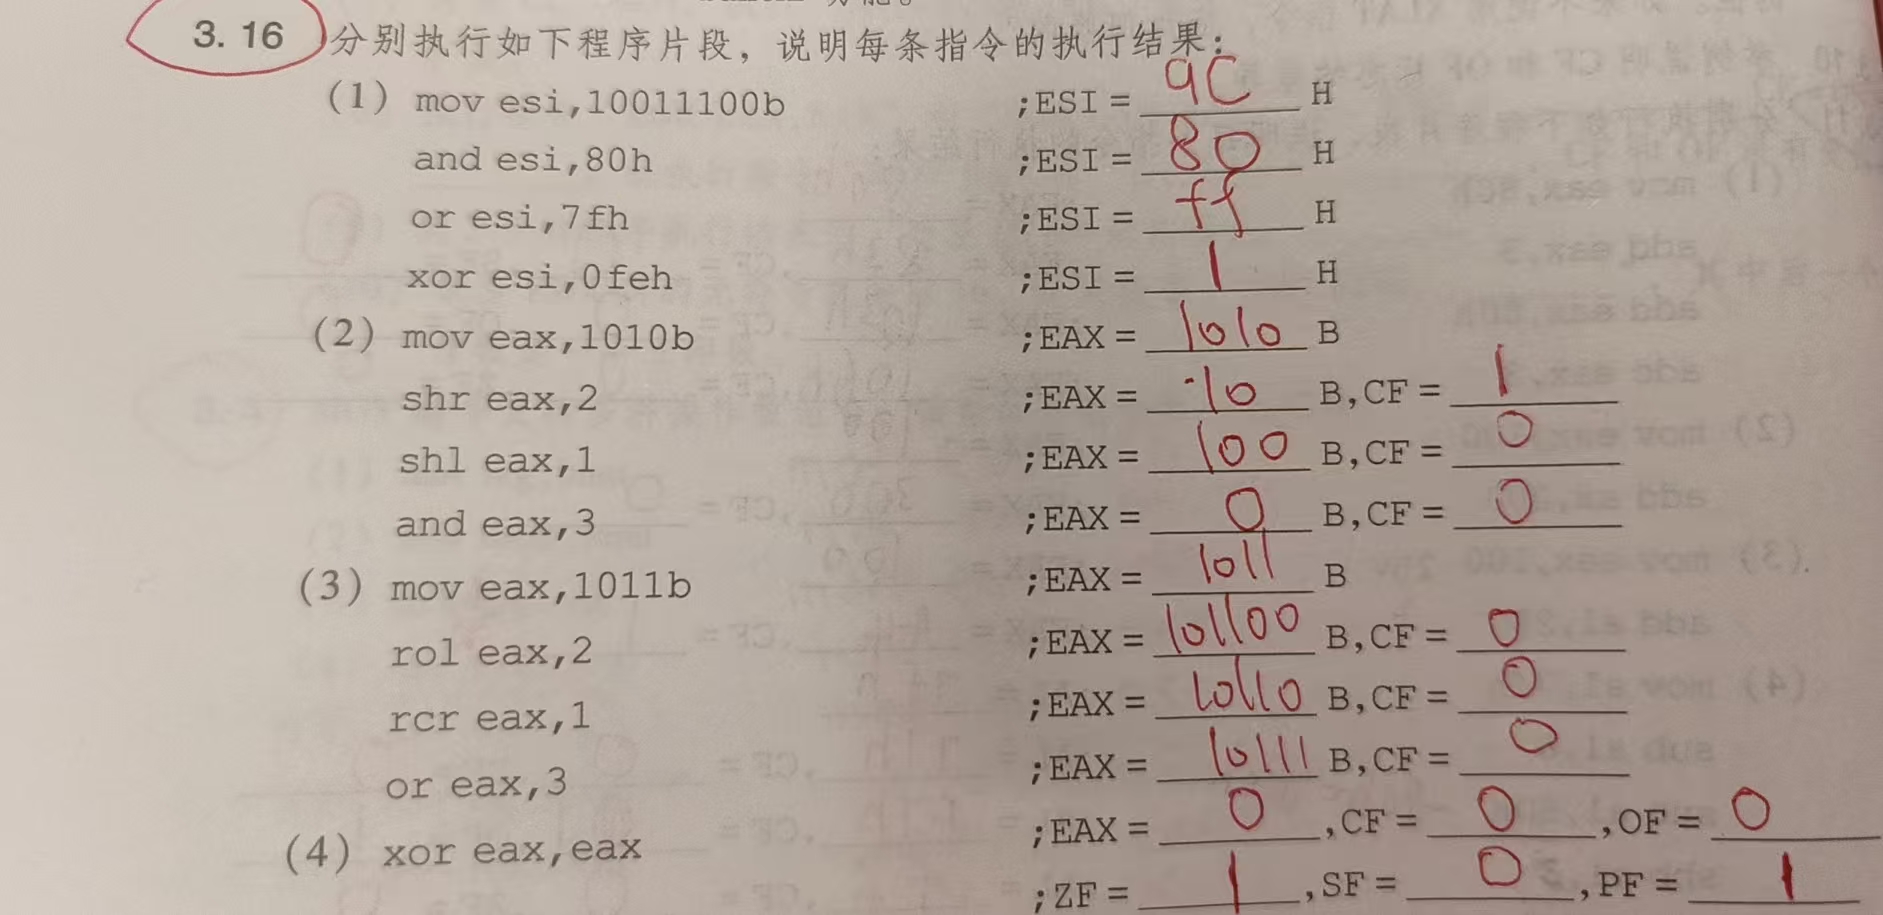 3.16 分别执行如下程序片段，说明每条指令的执行结果：
(1) mov esi,10011100b ;ESI = 9C H
and esi,80h ;ESI = 80 H
or esi,7fh ;ESI = ff H
xor esi,0feh ;ESI = 1 H
(2) mov eax,1010b ;EAX = 1010 B
shr eax,2 ;EAX = 10 B,CF = 1
shl eax,1 ;EAX = 100 B,CF = 0
and eax,3 ;EAX = 0 B,CF = 0
(3) mov eax,1011b ;EAX = 1011 B
rol eax,2 ;EAX = 101100 B,CF = 0
rcr eax,1 ;EAX = 10110 B,CF = 0
or eax,3 ;EAX = 10111 B,CF = 0
(4) xor eax,eax ;EAX = 0 ,CF = 0 ,OF = 0
;ZF = 1 ,SF = 0 ,PF = 1